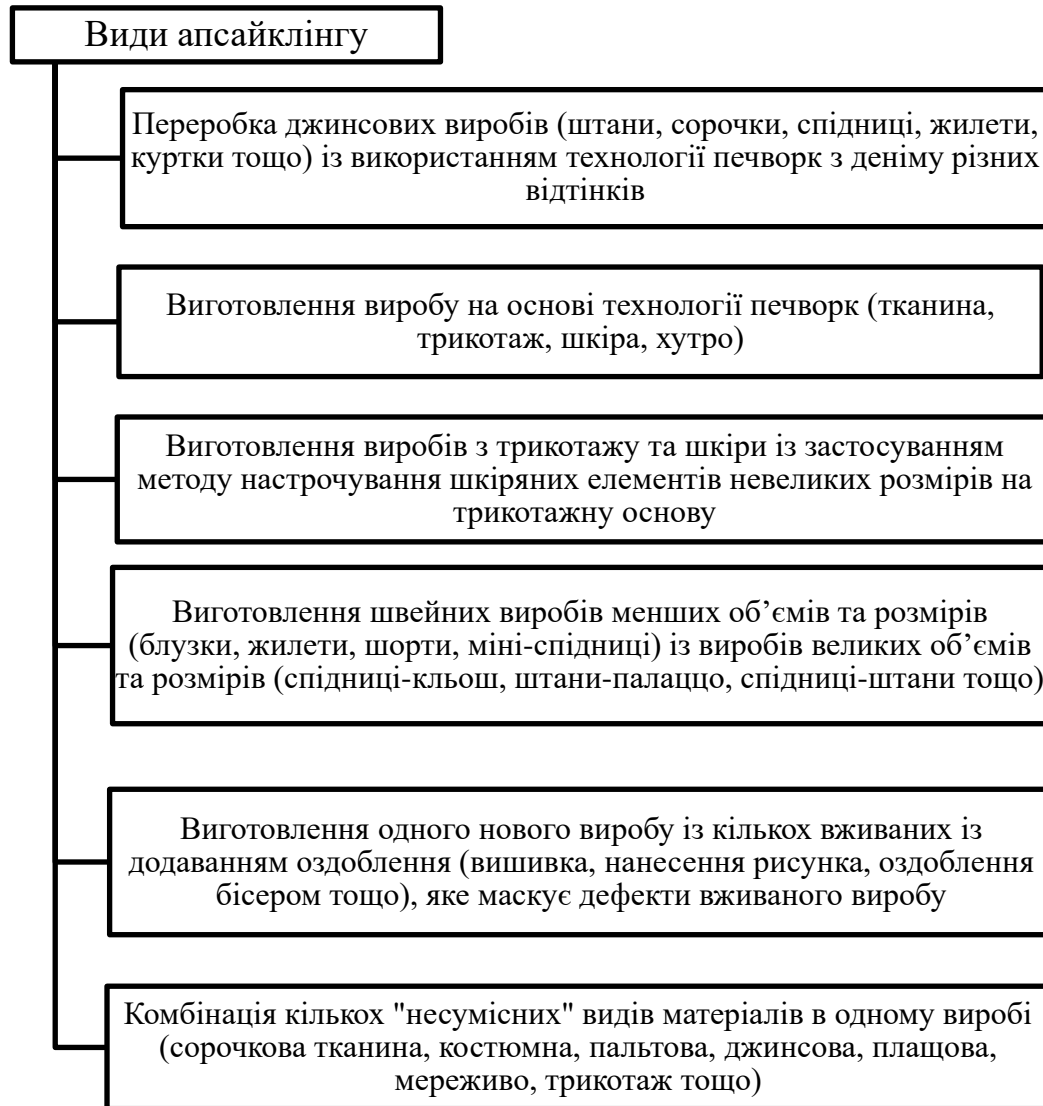 Види апсайклінгу
Переробка джинсових виробів (штани, сорочки, спідниці, жилети,
куртки тощо) із використанням технології печворк з деніму різних
відтінків
Виготовлення виробу на основі технології печворк (тканина,
трикотаж, шкіра, хутро)
Виготовлення виробів з трикотажу та шкіри із застосуванням
методу настрочування шкіряних елементів невеликих розмірів на
трикотажну основу
Виготовлення швейних виробів менших об’ємів та розмірів
(блузки, жилети, шорти, міні-спідниці) із виробів великих об’ємів
та розмірів (спідниці-кльош, штани-палаццо, спідниці-штани тощо)
Виготовлення одного нового виробу із кількох вживаних із
додаванням оздоблення (вишивка, нанесення рисунка, оздоблення
бісером тощо), яке маскує дефекти вживаного виробу
Комбінація кількох "несумісних" видів матеріалів в одному виробі
(сорочкова тканина, костюмна, пальтова, джинсова, плащова,
мереживо, трикотаж тощо)